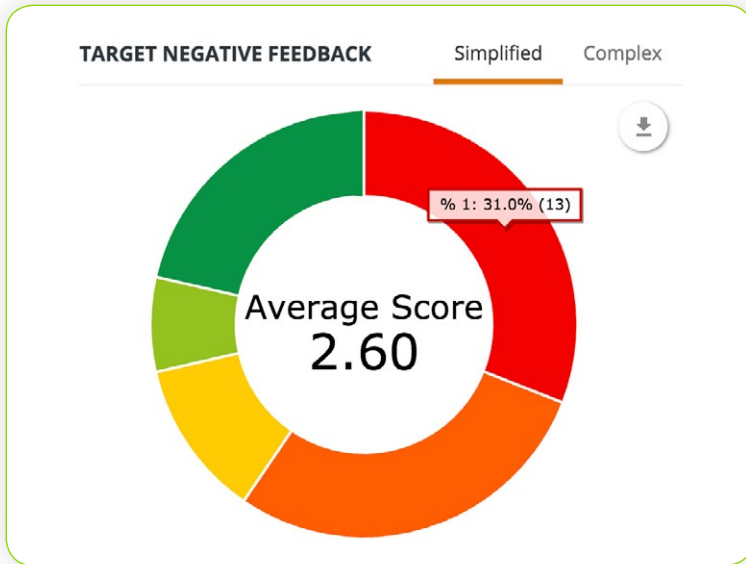 TARGET NEGATIVE FEEDBACK
Simplified
Complex
% 1: 31.0% (13)
Average Score
2.60